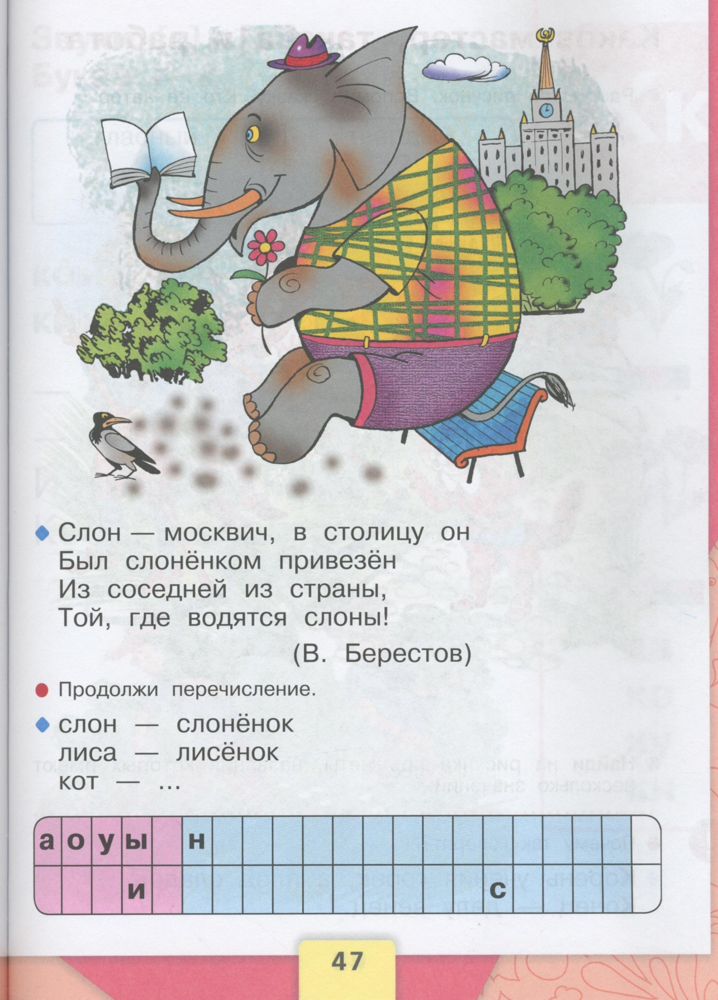 Слон — москвич, в столицу он
Был слонёнком привезён
Из соседней из страны,
Той, где водятся слоны!
(В. Берестов)
Продолжи перечисление.
слон — слонёнок
лиса — лисёнок
кот — ...
а о у ы н
и с
47